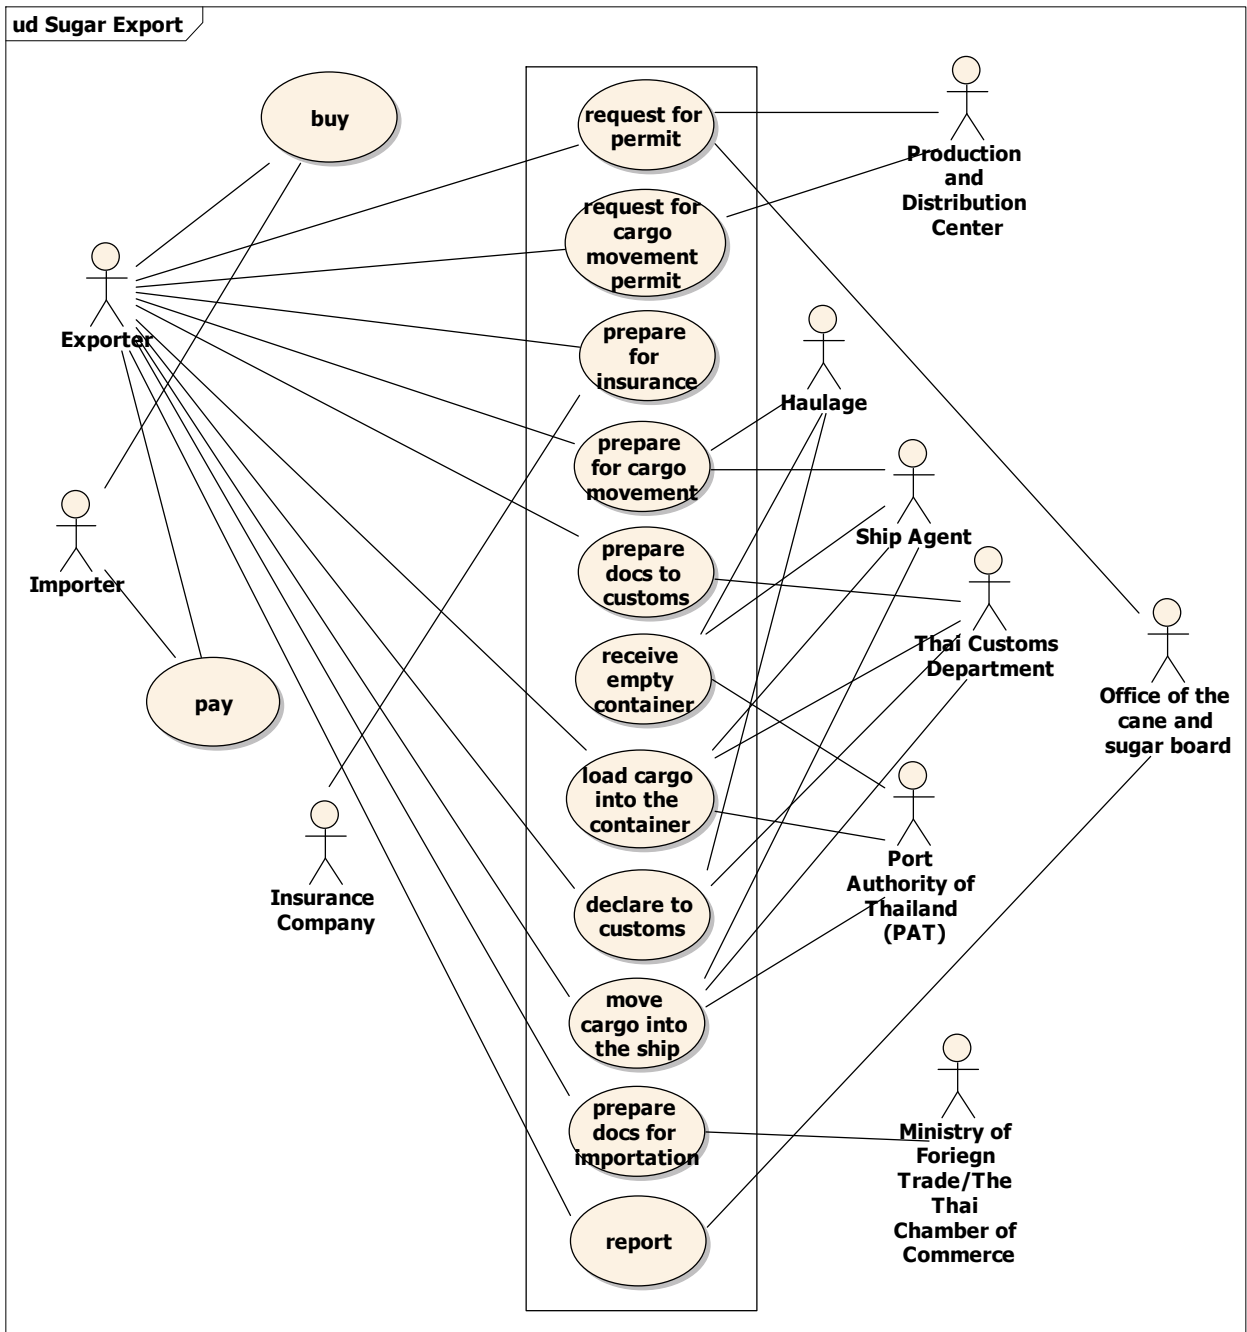 ud Sugar Export
buy
request for
permit
Production
and
Distribution
Center
request for
cargo
movement
permit
Exporter
prepare
for
insurance
Haulage
prepare
for cargo
movement
Importer
Ship Agent
prepare
docs to
customs
Thai Customs
Department
receive
empty
container
Office of the
cane and
sugar board
pay
load cargo
into the
container
Insurance
Company
Port
Authority of
Thailand
(PAT)
declare to
customs
move
cargo into
the ship
prepare
docs for
importation
Ministry of
Foriegn
Trade/The
Thai
Chamber of
Commerce
report